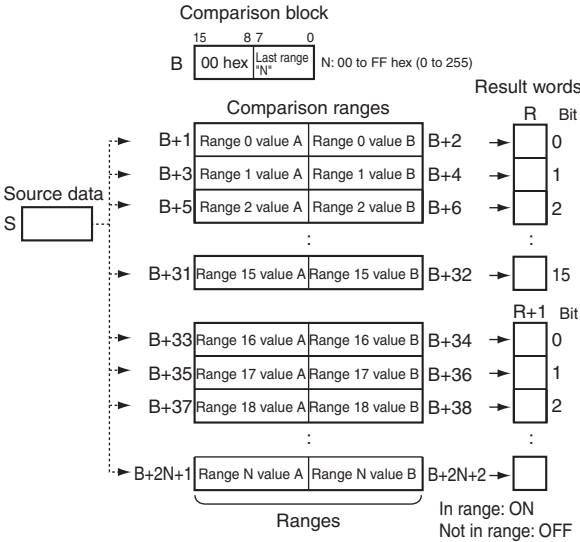 Comparison block
15 8 7 0
B 00 hex Last range "N" N: 00 to FF hex (0 to 255)
Result words
Comparison ranges R Bit
B+1 Range 0 value A Range 0 value B B+2 0
B+3 Range 1 value A Range 1 value B B+4 1
Source data
S
B+5 Range 2 value A Range 2 value B B+6 2
: :
B+31 Range 15 value A Range 15 value B B+32 15
R+1 Bit
B+33 Range 16 value A Range 16 value B B+34 0
B+35 Range 17 value A Range 17 value B B+36 1
B+37 Range 18 value A Range 18 value B B+38 2
: :
B+2N+1 Range N value A Range N value B B+2N+2
Ranges
In range: ON
Not in range: OFF